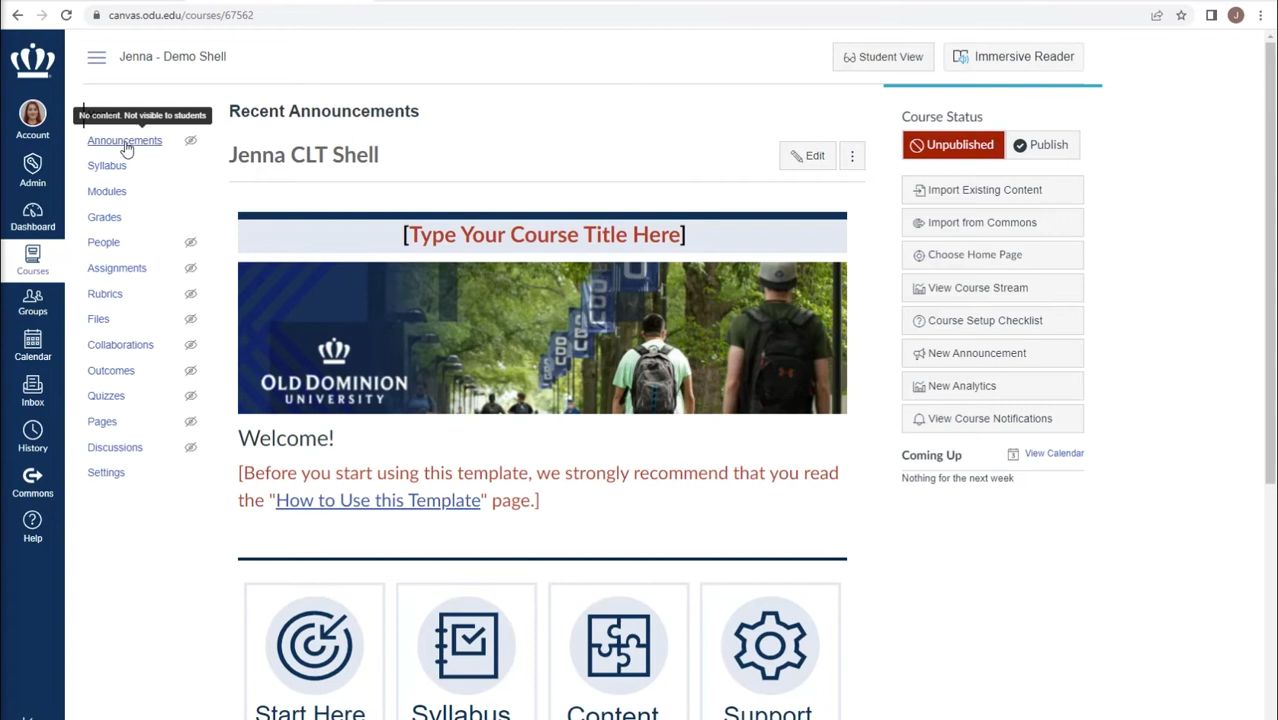 canvas.odu.edu/courses/67562
J
Jenna - Demo Shell
Student View
Immersive Reader
No content. Not visible to students
Account
Admin
Dashboard
Courses
Groups
Calendar
Inbox
History
Commons
Help
Announcements
Syllabus
Modules
Grades
People
Assignments
Rubrics
Files
Collaborations
Outcomes
Quizzes
Pages
Discussions
Settings
Recent Announcements
Jenna CLT Shell
Edit
[Type Your Course Title Here]
OLD DOMINION
UNIVERSITY
Welcome!
[Before you start using this template, we strongly recommend that you read
the "How to Use this Template" page.]
Start Here
Syllabus
Content
Support
Course Status
Unpublished
Publish
Import Existing Content
Import from Commons
Choose Home Page
View Course Stream
Course Setup Checklist
New Announcement
New Analytics
View Course Notifications
Coming Up
3 View Calendar
Nothing for the next week